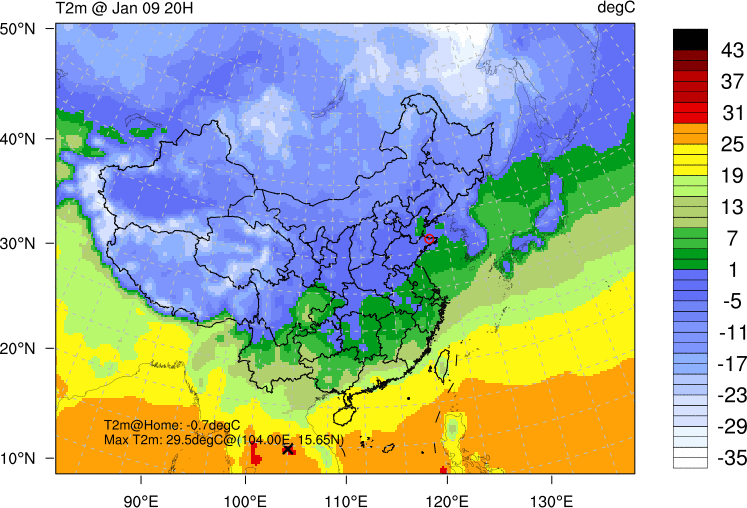 T2m @ Jan 09 20H
degC
50°N
40°N
30°N
20°N
10°N
T2m@Home: -0.7degC
Max T2m: 29.5degC@(104.00E, 15.65N)
90°E
100°E
110°E
120°E
130°E
43
37
31
25
19
13
7
1
-5
-11
-17
-23
-29
-35